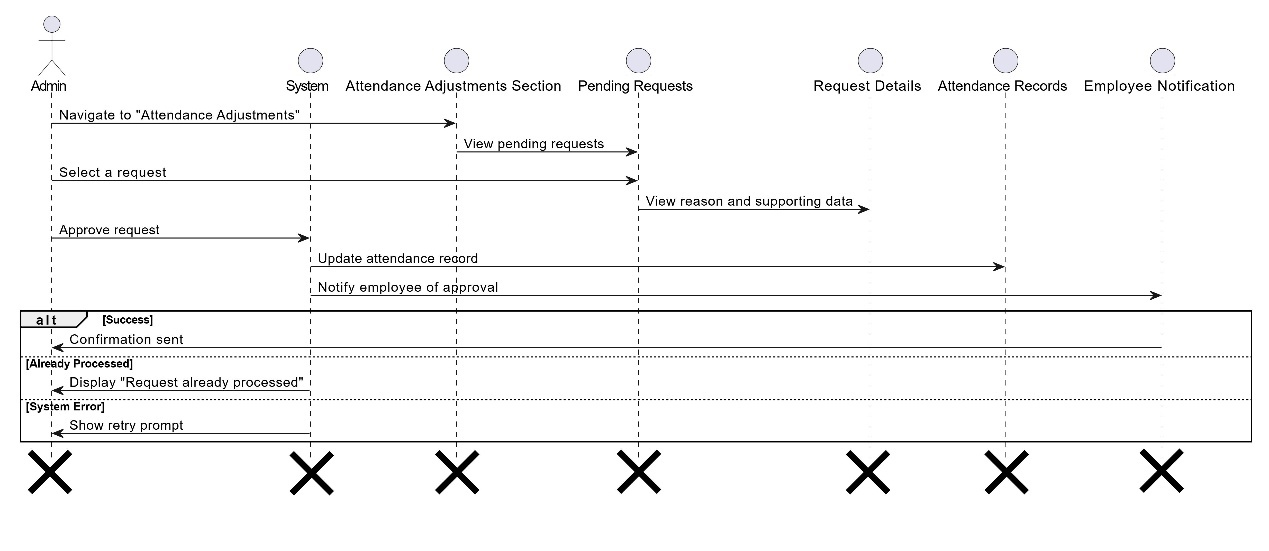 Admin
System
Attendance Adjustments Section
Pending Requests
Request Details
Attendance Records
Employee Notification
Navigate to "Attendance Adjustments"
View pending requests
Select a request
View reason and supporting data
Approve request
Update attendance record
Notify employee of approval
alt [Success]
Confirmation sent
[Already Processed]
Display "Request already processed"
[System Error]
Show retry prompt